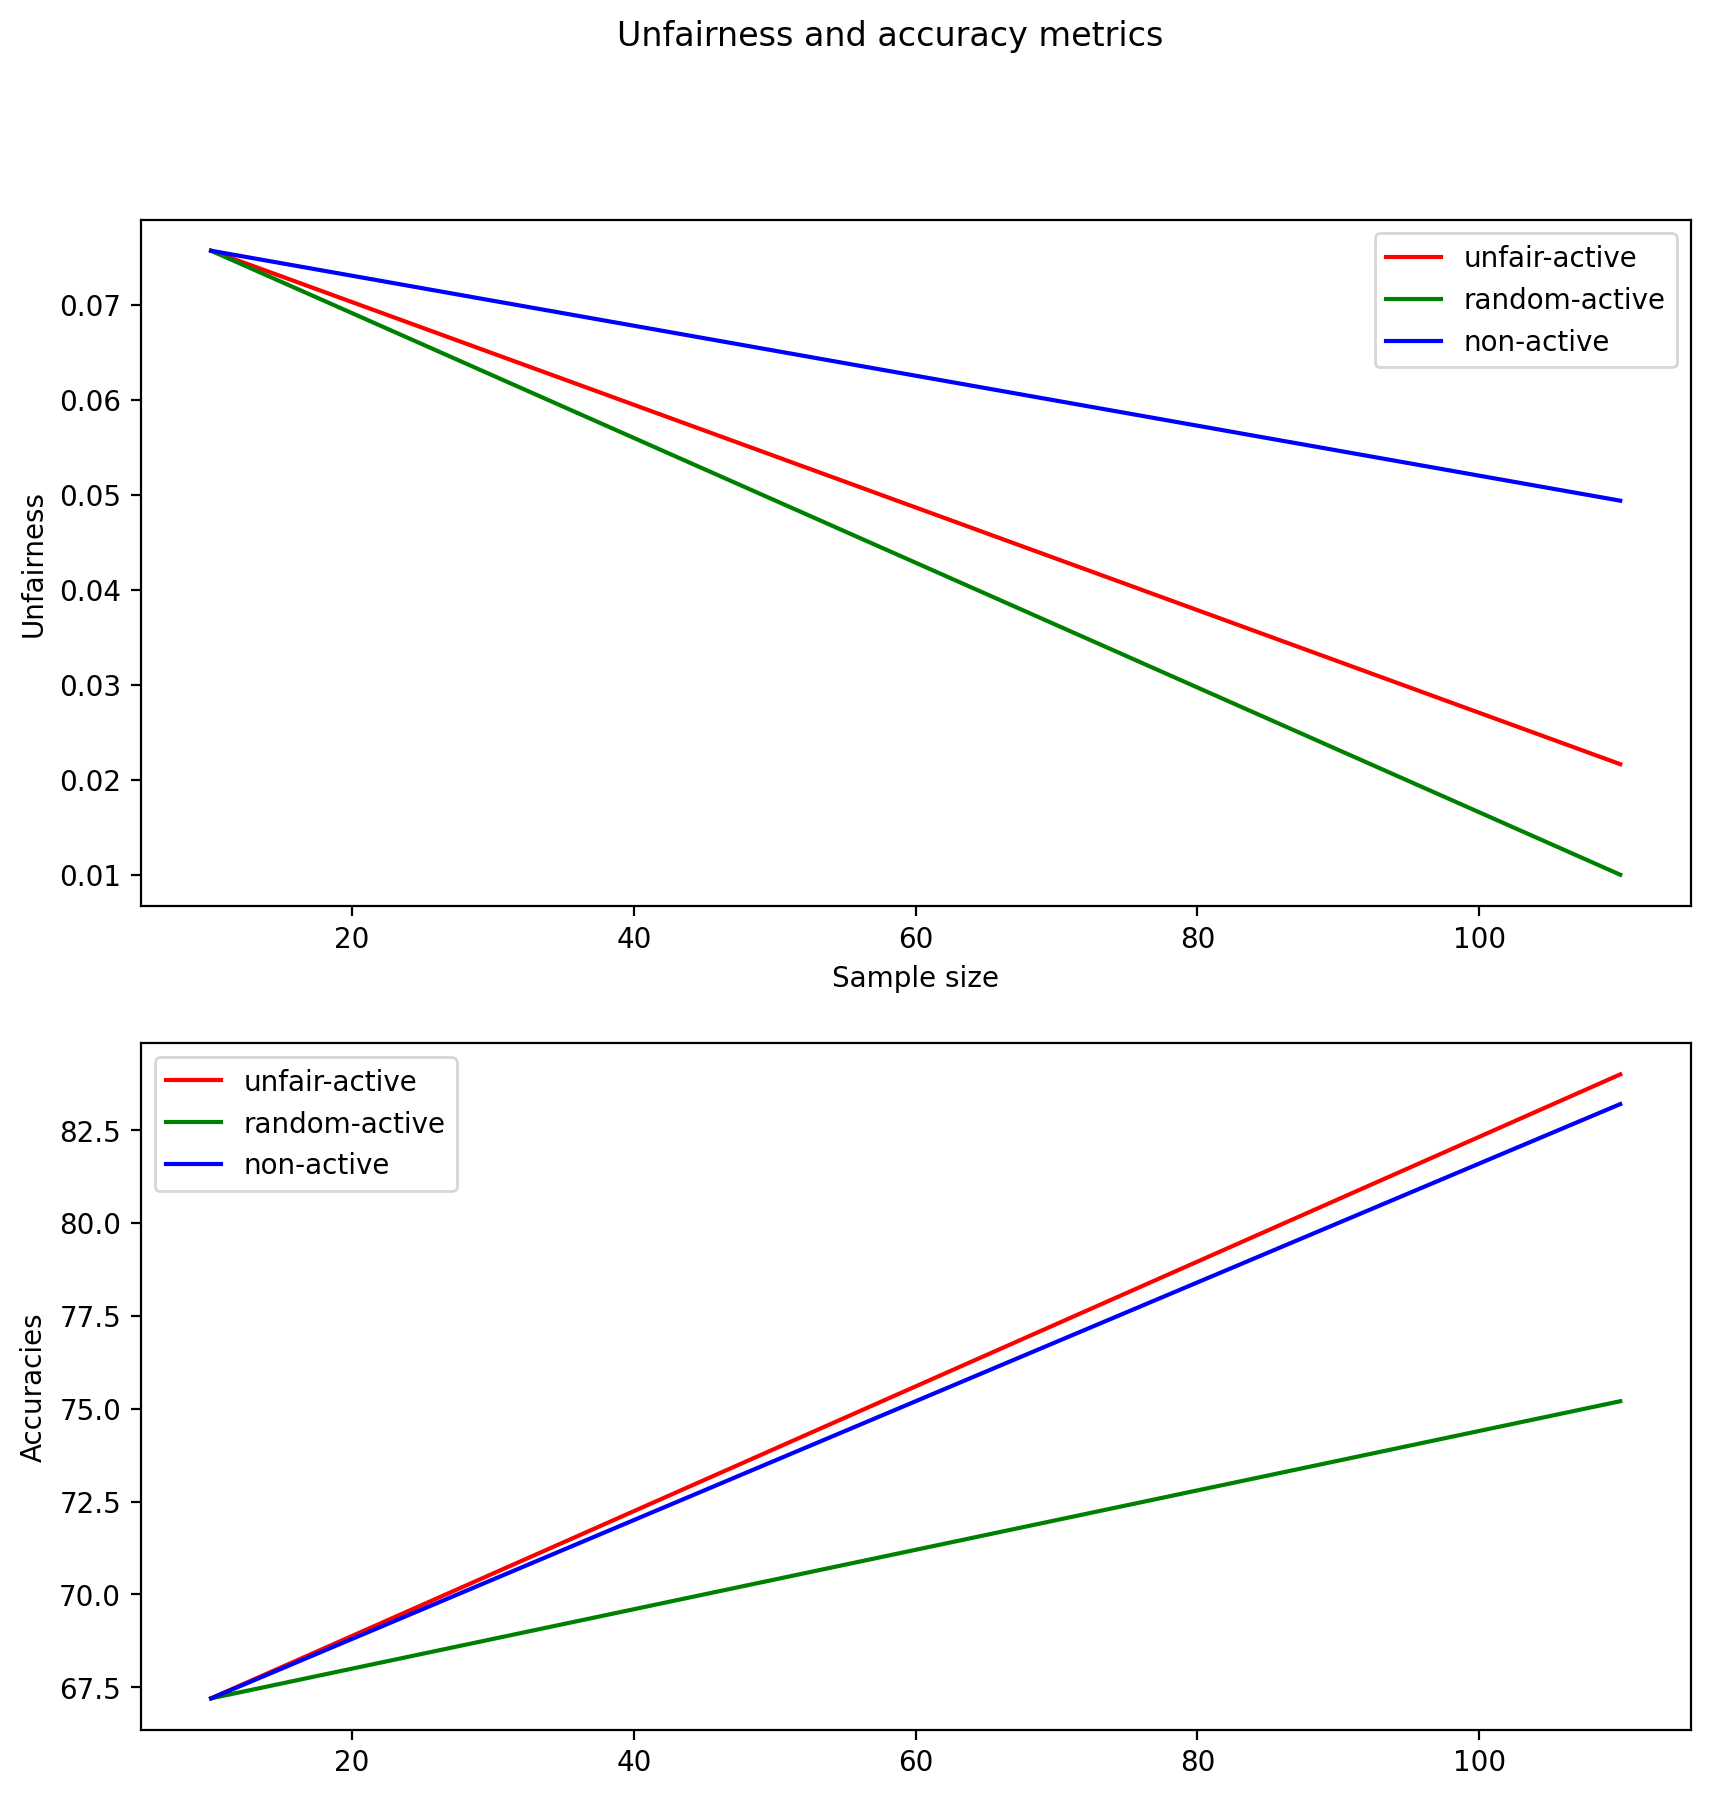 Unfairness and accuracy metrics
unfair-active
random-active
non-active
0.07
0.06
0.05
0.04
0.03
0.02
0.01
Unfairness
20 40 60 80 100
Sample size
unfair-active
random-active
non-active
82.5
80.0
77.5
75.0
72.5
70.0
67.5
Accuracies
20 40 60 80 100